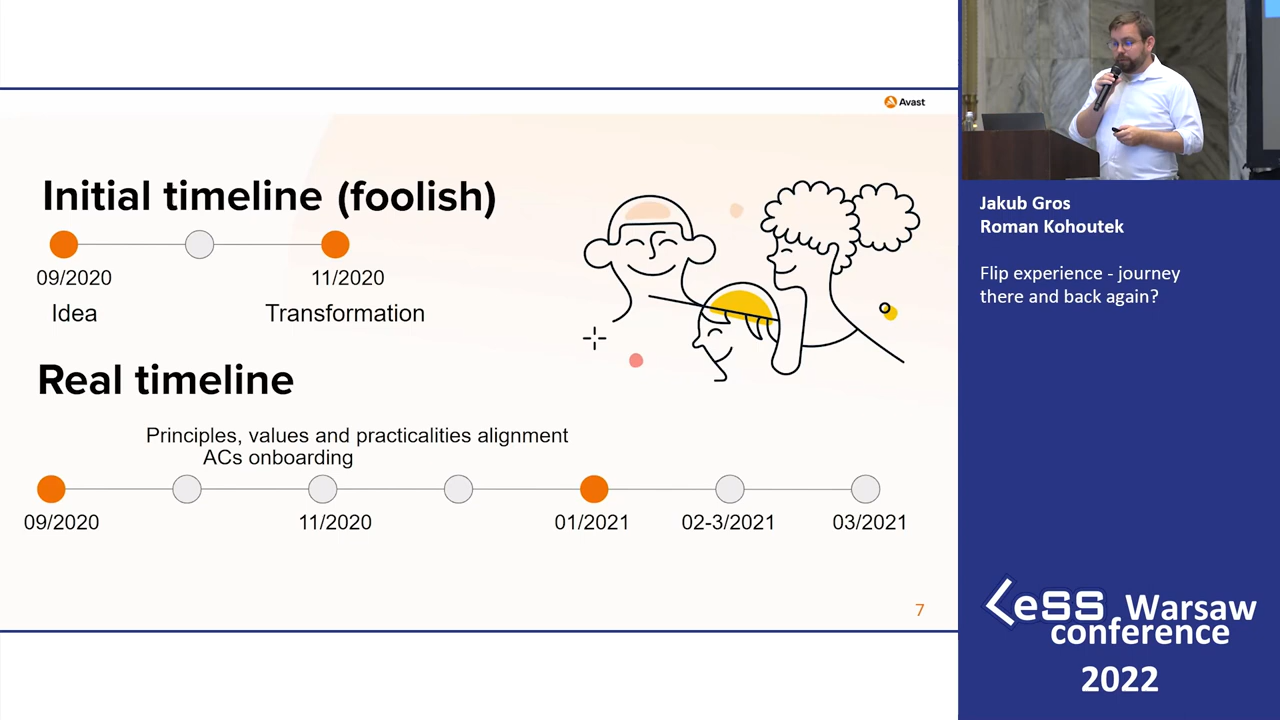 Avast
Initial timeline (foolish)
09/2020
11/2020
Idea
Transformation
Real timeline
Principles, values and practicalities alignment
ACs onboarding
09/2020
11/2020
01/2021
02-3/2021
03/2021
7
Jakub Gros
Roman Kohoutek
Flip experience - journey
there and back again?
LeSS Warsaw
conference
2022